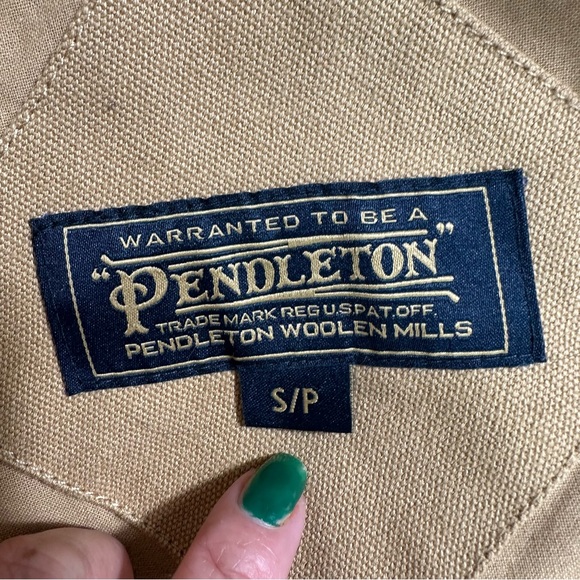 WARRANTED TO BE A
"PENDLETON"
TRADE MARK REG U.S.PAT.OFF.
PENDLETON WOOLEN MILLS
S/P